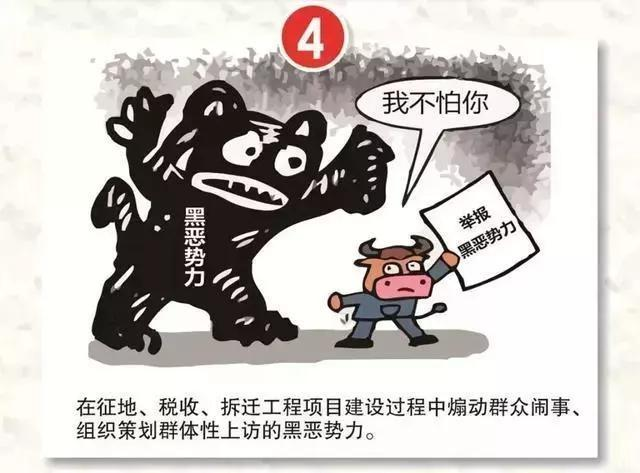 4
我不怕你
黑恶势力
举报
黑恶势力
在征地、税收、拆迁工程项目建设过程中煽动群众闹事、
组织策划群体性上访的黑恶势力。